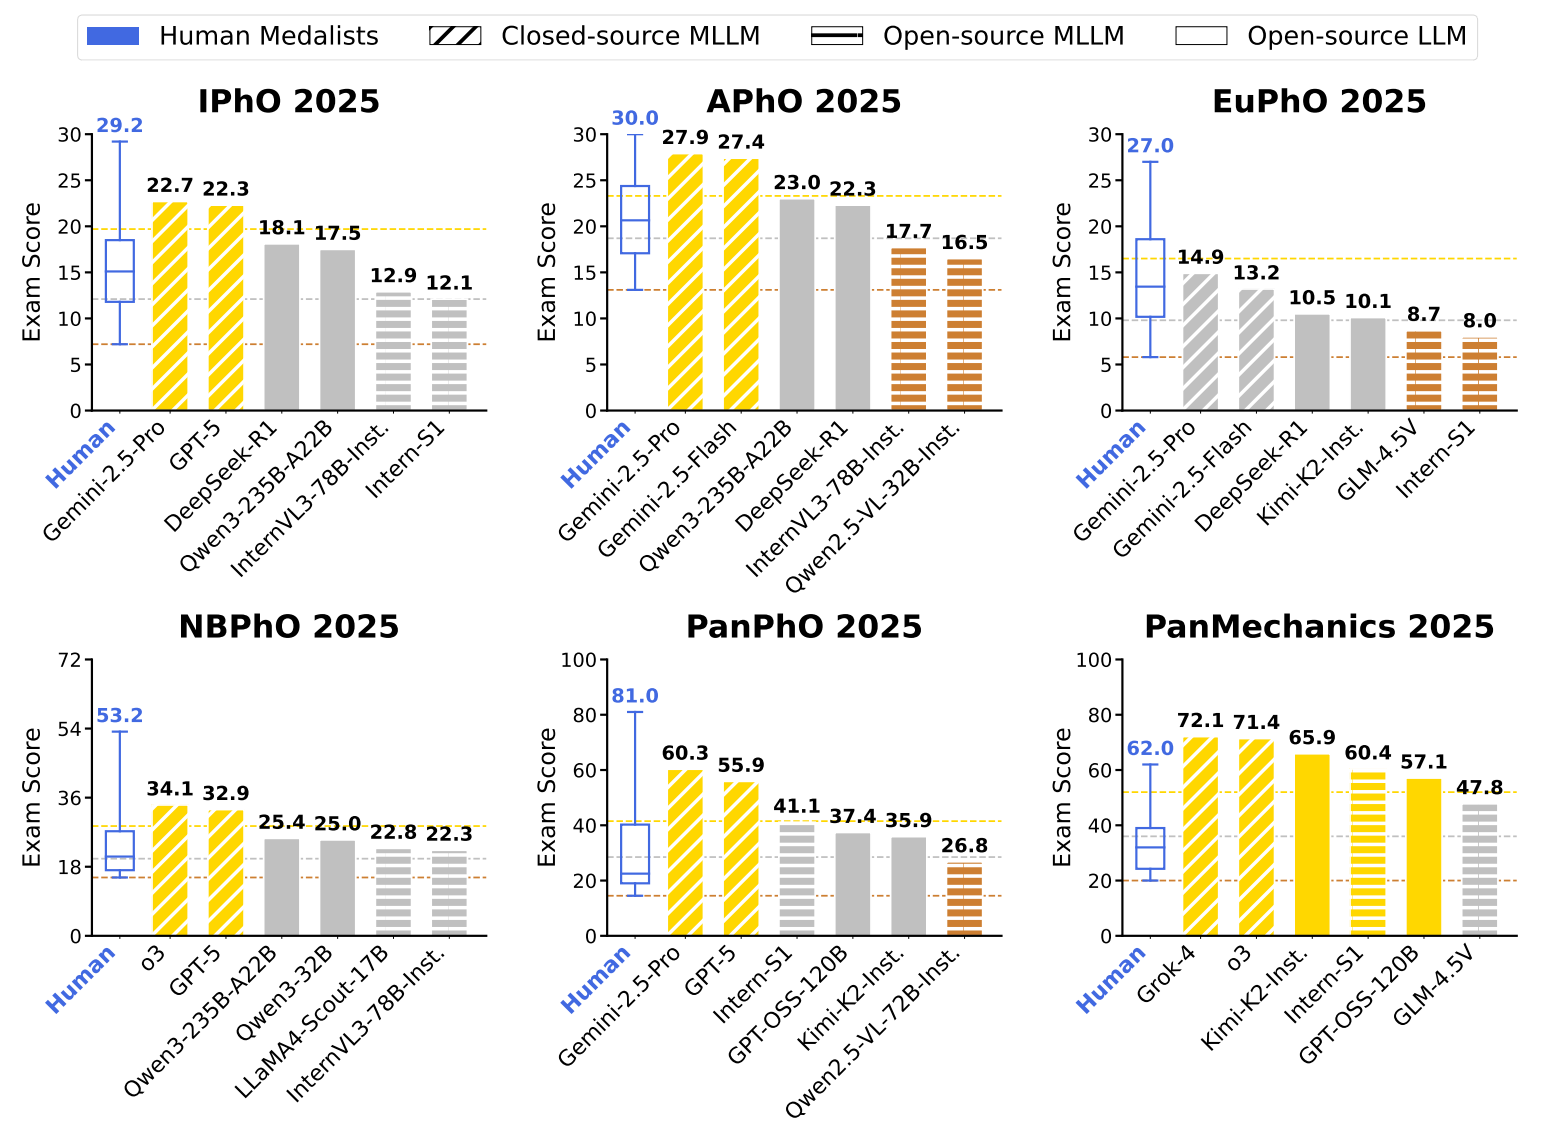 Human Medalists
Closed-source MLLM
Open-source MLLM
Open-source LLM
IPhO 2025
Exam Score
30
25
20
15
10
5
0
29.2
22.7
22.3
18.1
17.5
12.9
12.1
Human
Gemini-2.5-Pro
GPT-5
DeepSeek-R1
Qwen3-235B-A22B
InternVL3-78B-Inst.
Intern-S1
APhO 2025
Exam Score
30
25
20
15
10
5
0
30.0
27.9
27.4
23.0
22.3
17.7
16.5
Human
Gemini-2.5-Pro
Gemini-2.5-Flash
Qwen3-235B-A22B
DeepSeek-R1
InternVL3-78B-Inst.
Qwen2.5-VL-32B-Inst.
EuPhO 2025
Exam Score
30
25
20
15
10
5
0
27.0
14.9
13.2
10.5
10.1
8.7
8.0
Human
Gemini-2.5-Pro
Gemini-2.5-Flash
DeepSeek-R1
Kimi-K2-Inst.
GLM-4.5V
Intern-S1
NBPhO 2025
Exam Score
72
54
36
18
0
53.2
34.1
32.9
25.4
25.0
22.8
22.3
Human
o3
GPT-5
Qwen3-235B-A22B
Qwen3-32B
LLaMA4-Scout-17B
InternVL3-78B-Inst.
PanPhO 2025
Exam Score
100
80
60
40
20
0
81.0
60.3
55.9
41.1
37.4
35.9
26.8
Human
Gemini-2.5-Pro
GPT-5
Intern-S1
GPT-OSS-120B
Kimi-K2-Inst.
Qwen2.5-VL-72B-Inst.
PanMechanics 2025
Exam Score
100
80
60
40
20
0
62.0
72.1
71.4
65.9
60.4
57.1
47.8
Human
Grok-4
o3
Kimi-K2-Inst.
Intern-S1
GPT-OSS-120B
GLM-4.5V